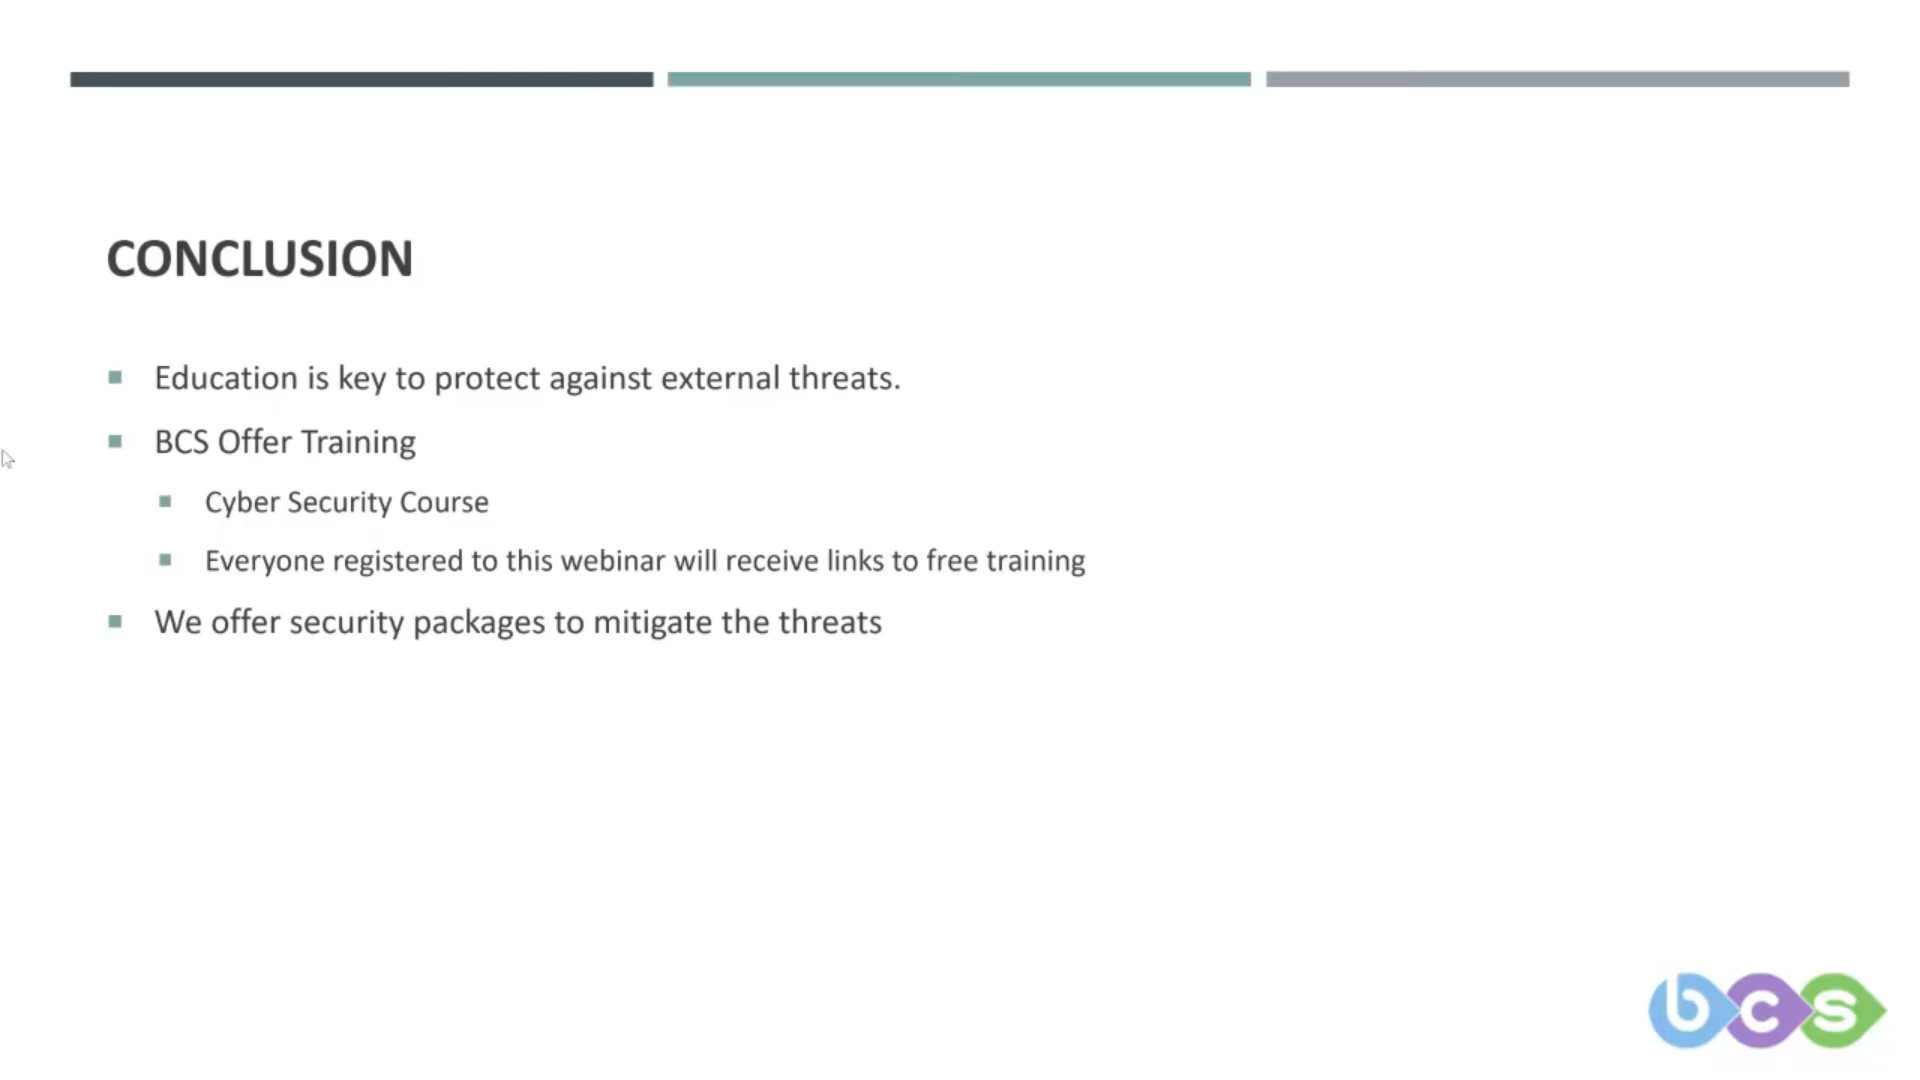 CONCLUSION
Education is key to protect against external threats.
BCS Offer Training
Cyber Security Course
Everyone registered to this webinar will receive links to free training
We offer security packages to mitigate the threats
bcs